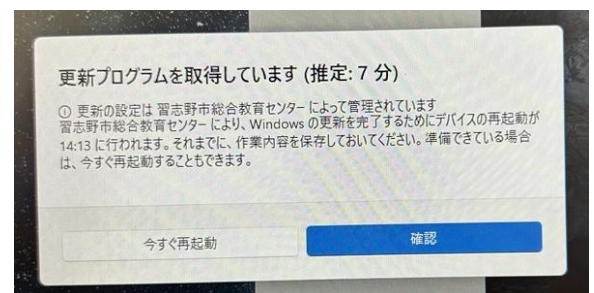 更新プログラムを取得しています (推定: 7 分)
ⓘ 更新の設定は 習志野市総合教育センター によって管理されています
習志野市総合教育センター により、Windows の更新を完了するためにデバイスの再起動が
14:13 に行われます。それまでに、作業内容を保存しておいてください。準備できている場合
は、今すぐ再起動することもできます。
今すぐ再起動
確認